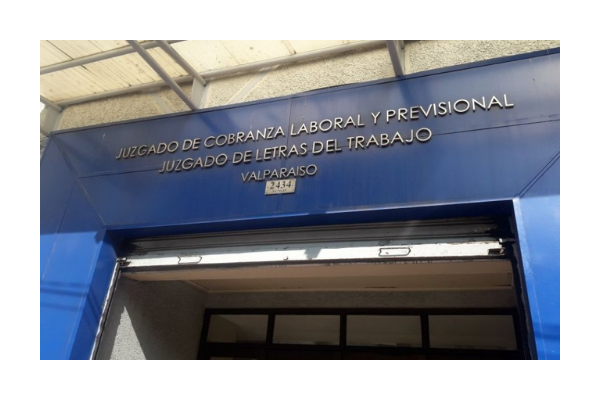 JUZGADO DE COBRANZA LABORAL Y PREVISIONAL
JUZGADO DE LETRAS DEL TRABAJO
VALPARAISO
2434